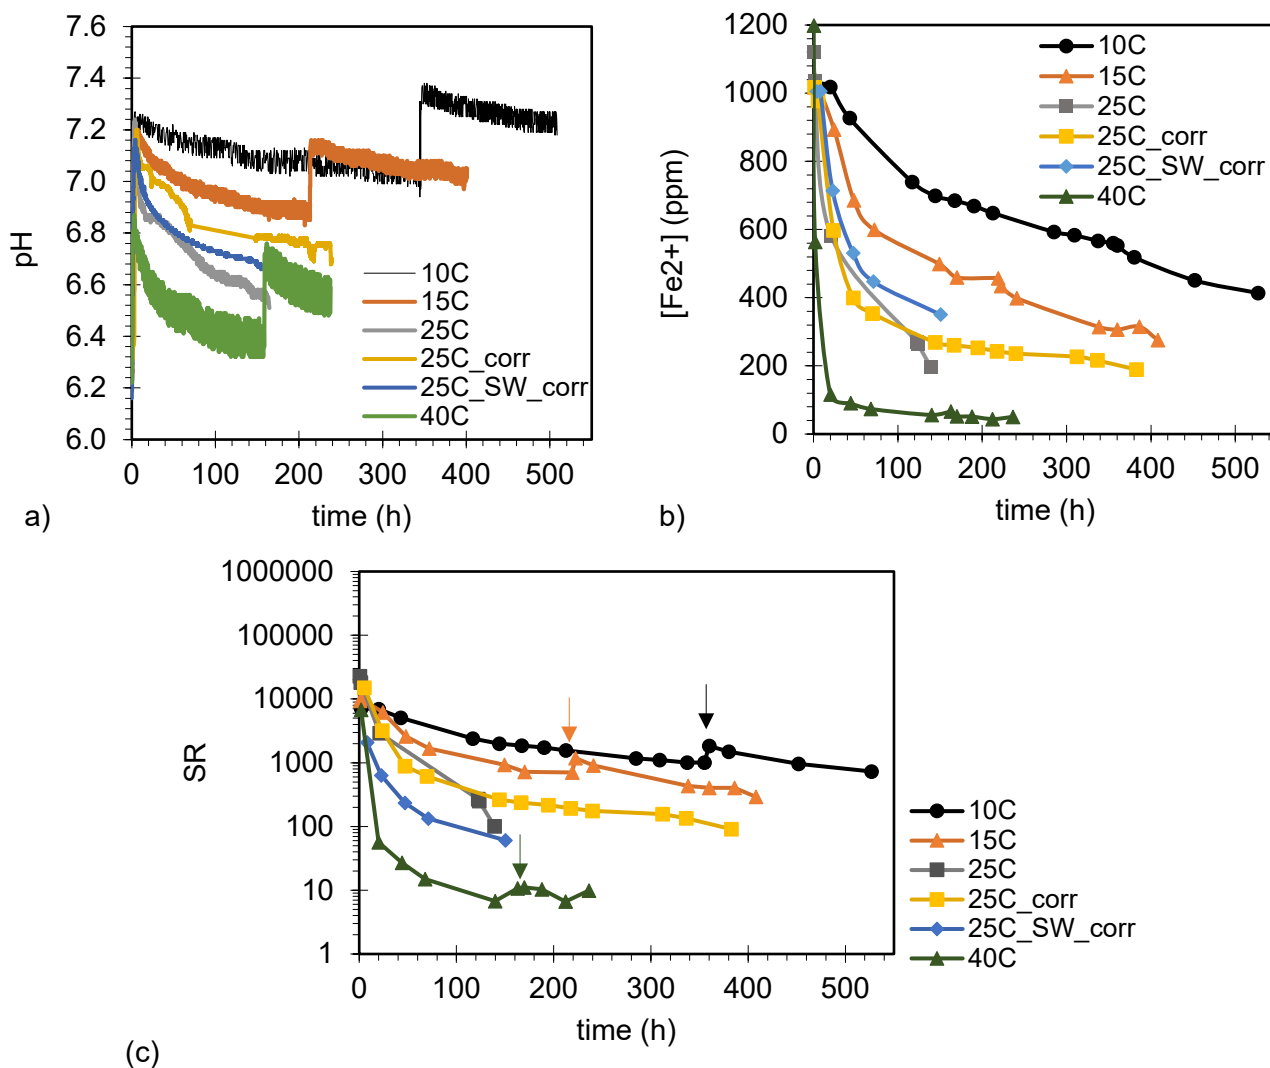 7.6
7.4
7.2
7.0
6.8
6.6
6.4
6.2
6.0
pH
0 100 200 300 400 500
time (h)
10C
15C
25C
25C_corr
25C_SW_corr
40C
a)
1200
1000
800
600
400
200
0
[Fe2+] (ppm)
0 100 200 300 400 500
time (h)
10C
15C
25C
25C_corr
25C_SW_corr
40C
b)
1000000
100000
10000
1000
100
10
1
SR
0 100 200 300 400 500
time (h)
10C
15C
25C
25C_corr
25C_SW_corr
40C
(c)